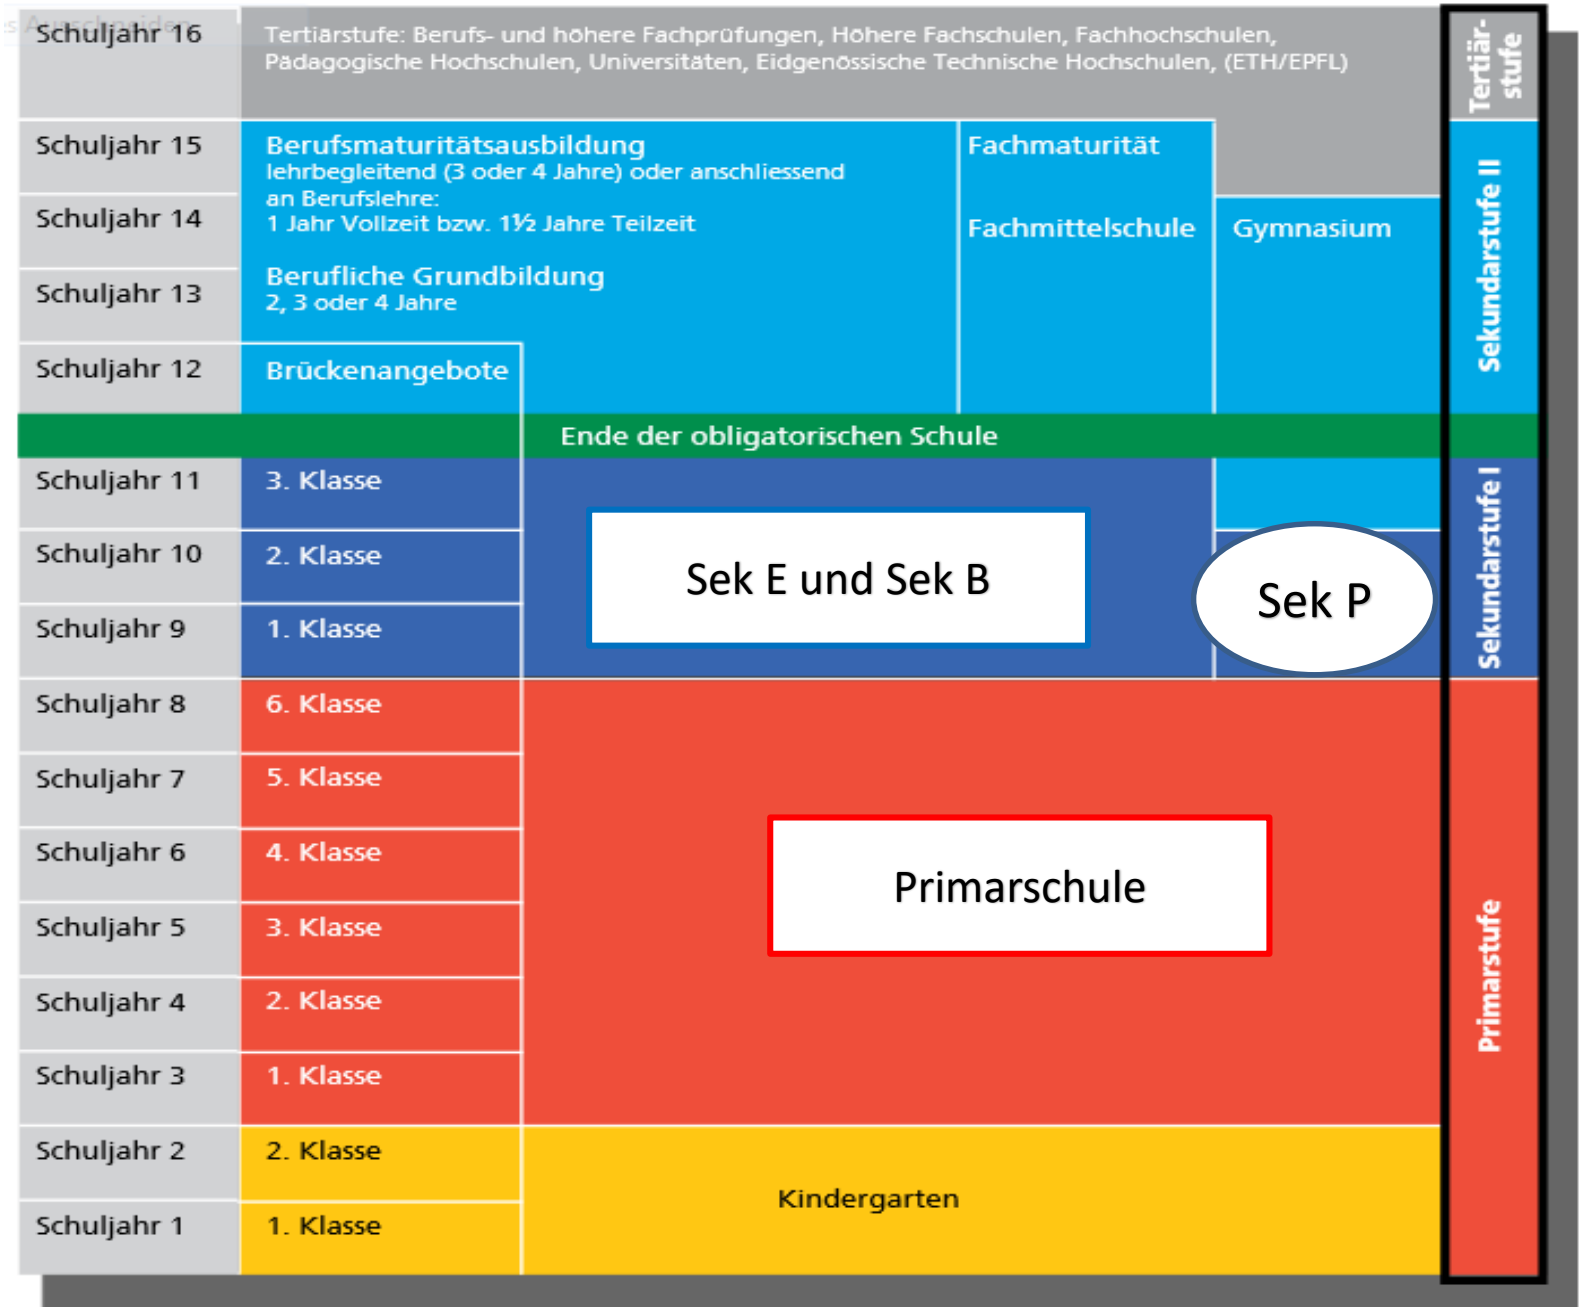 Ausschneiden
Schuljahr 16
Tertiärstufe: Berufs- und höhere Fachprüfungen, Höhere Fachschulen, Fachhochschulen,
Pädagogische Hochschulen, Universitäten, Eidgenössische Technische Hochschulen, (ETH/EPFL)
Tertiär-
stufe
Schuljahr 15
Berufsmaturitätsausbildung
lehrbegleitend (3 oder 4 Jahre) oder anschliessend
an Berufslehre:
1 Jahr Vollzeit bzw. 1½ Jahre Teilzeit
Fachmaturität
Schuljahr 14
Fachmittelschule
Gymnasium
Sekundarstufe II
Schuljahr 13
Berufliche Grundbildung
2, 3 oder 4 Jahre
Schuljahr 12
Brückenangebote
Ende der obligatorischen Schule
Schuljahr 11
3. Klasse
Schuljahr 10
2. Klasse
Sek E und Sek B
Sek P
Sekundarstufe I
Schuljahr 9
1. Klasse
Schuljahr 8
6. Klasse
Schuljahr 7
5. Klasse
Schuljahr 6
4. Klasse
Primarschule
Schuljahr 5
3. Klasse
Primarstufe
Schuljahr 4
2. Klasse
Schuljahr 3
1. Klasse
Schuljahr 2
2. Klasse
Kindergarten
Schuljahr 1
1. Klasse